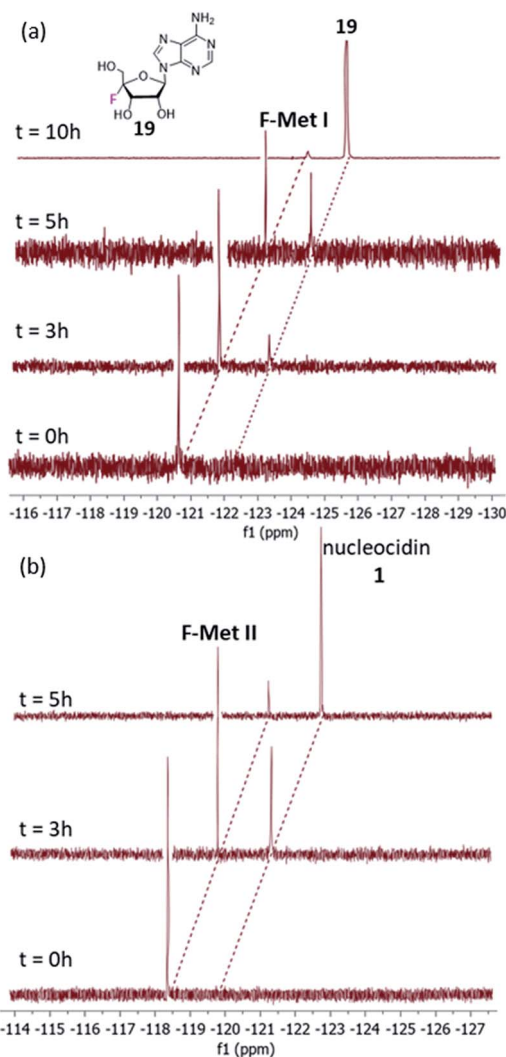 (a)
NH₂
N
N
N
N
HO
O
F
HO
OH
19
19
F-Met I
t = 10h
t = 5h
t = 3h
t = 0h
-116 -117 -118 -119 -120 -121 -122 -123 -124 -125 -126 -127 -128 -129 -130
f1 (ppm)
(b)
nucleocidin
1
F-Met II
t = 5h
t = 3h
t = 0h
-114 -115 -116 -117 -118 -119 -120 -121 -122 -123 -124 -125 -126 -127
f1 (ppm)